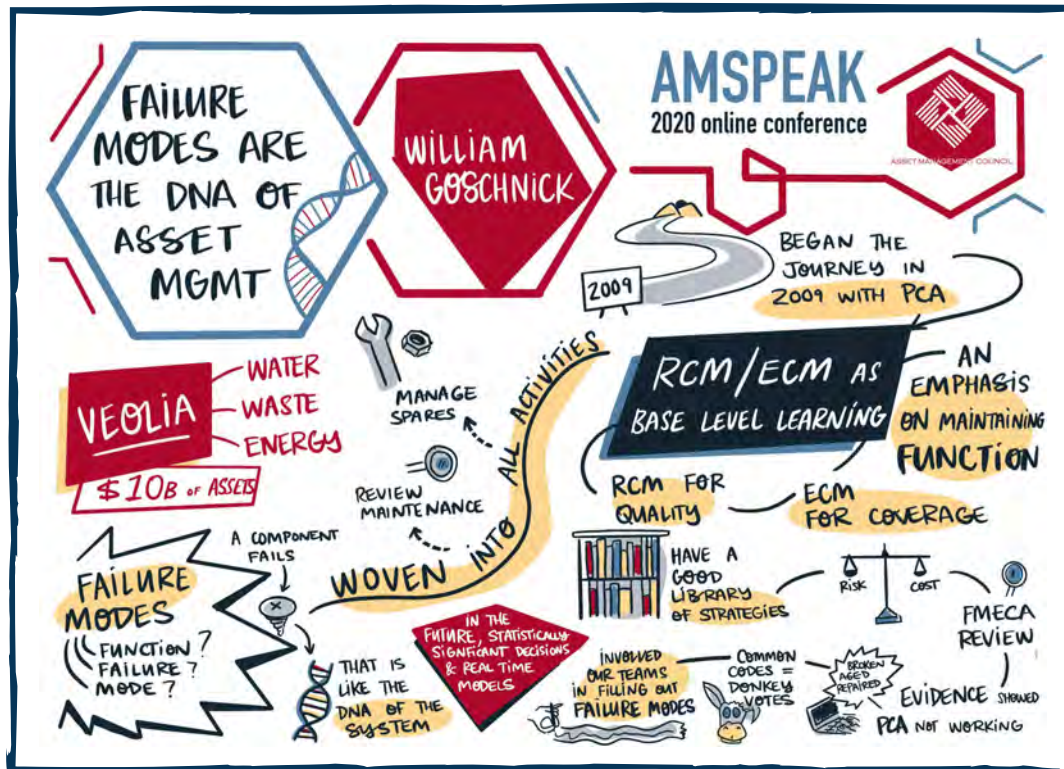 FAILURE
MODES ARE
THE DNA OF
ASSET
MGMT
WILLIAM
GOSCHNICK
AMSPEAK
2020 online conference
ASSET MANAGEMENT COUNCIL
2009
BEGAN THE
JOURNEY IN
2009 WITH PCA
VEOLIA
WATER
WASTE
ENERGY
$10B OF ASSETS
MANAGE
SPARES
REVIEW
MAINTENANCE
WOVEN INTO ALL ACTIVITIES
RCM/ECM AS
BASE LEVEL LEARNING
AN
EMPHASIS
ON MAINTAINING
FUNCTION
RCM FOR
QUALITY
ECM
FOR COVERAGE
FAILURE
MODES
FUNCTION?
FAILURE?
MODE?
A COMPONENT
FAILS
THAT IS
LIKE THE
DNA OF THE
SYSTEM
IN THE
FUTURE, STATISTICALLY
SIGNIFICANT DECISIONS
& REAL TIME
MODELS
HAVE A
GOOD
LIBRARY
OF STRATEGIES
RISK
COST
FMECA
REVIEW
INVOLVED
OUR TEAMS
IN FILLING OUT
FAILURE MODES
COMMON
CODES =
DONKEY
VOTES
BROKEN
AGED
REPAIRED
EVIDENCE SHOWED
PCA NOT WORKING